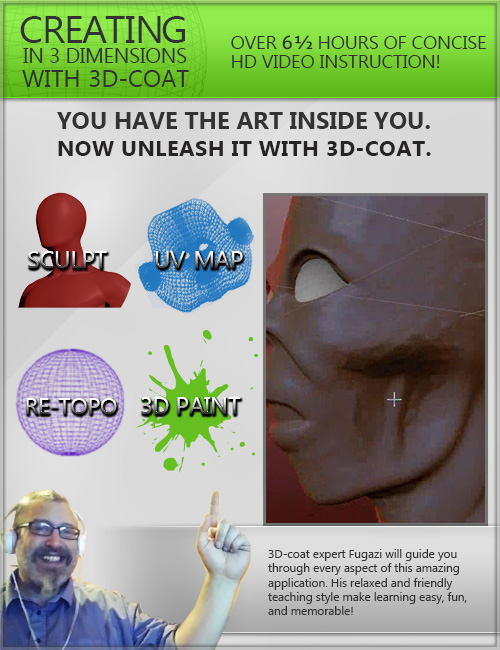 CREATING
IN 3 DIMENSIONS
WITH 3D-COAT
OVER 6½ HOURS OF CONCISE
HD VIDEO INSTRUCTION!
YOU HAVE THE ART INSIDE YOU.
NOW UNLEASH IT WITH 3D-COAT.
SCULPT
UV MAP
RE-TOPO
3D PAINT
3D-coat expert Fugazi will guide you
through every aspect of this amazing
application. His relaxed and friendly
teaching style make learning easy, fun,
and memorable!